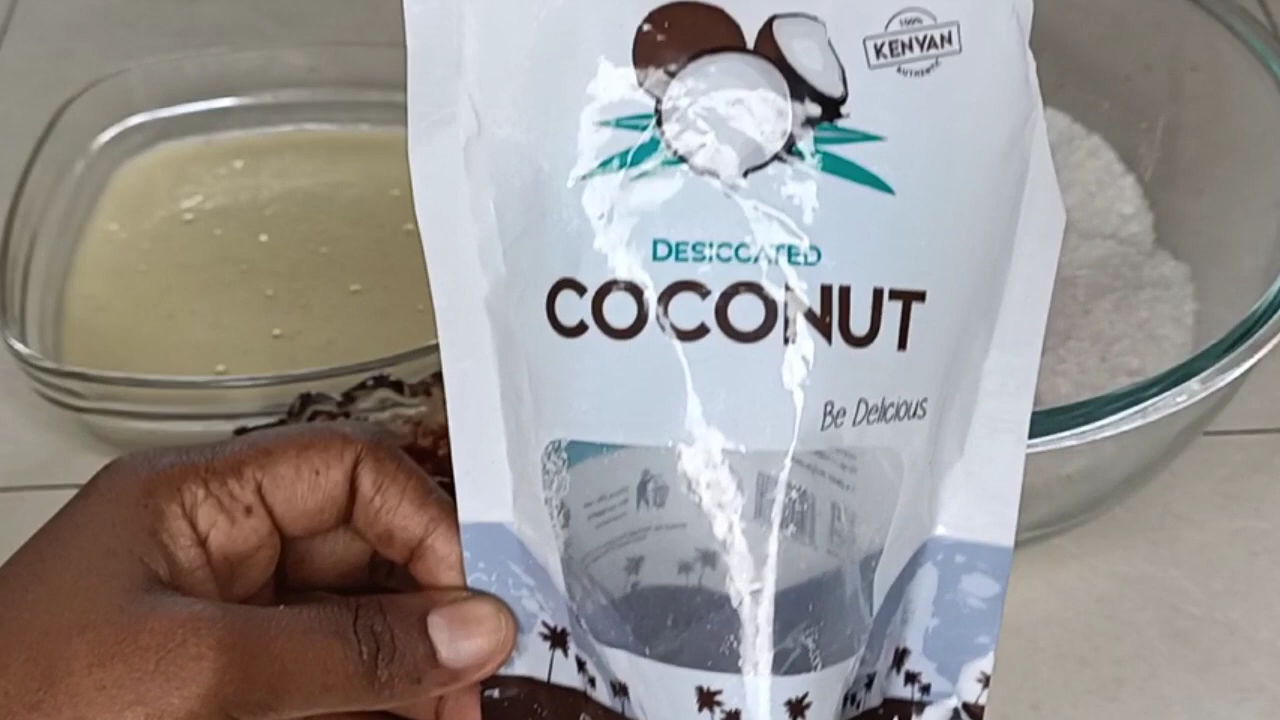 100%
KENYAN
AUTHENTIC
DESICCATED
COCONUT
Be Delicious